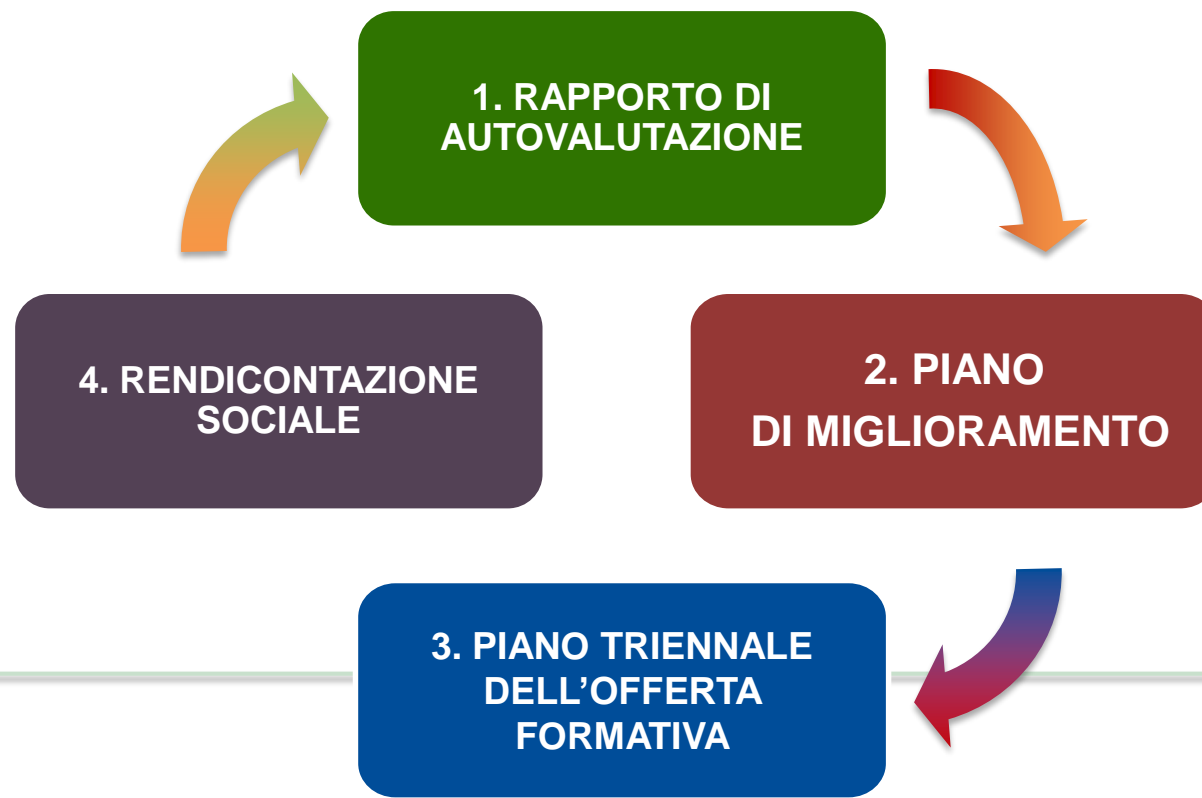 1. RAPPORTO DI
AUTOVALUTAZIONE
2. PIANO
DI MIGLIORAMENTO
3. PIANO TRIENNALE
DELL’OFFERTA
FORMATIVA
4. RENDICONTAZIONE
SOCIALE